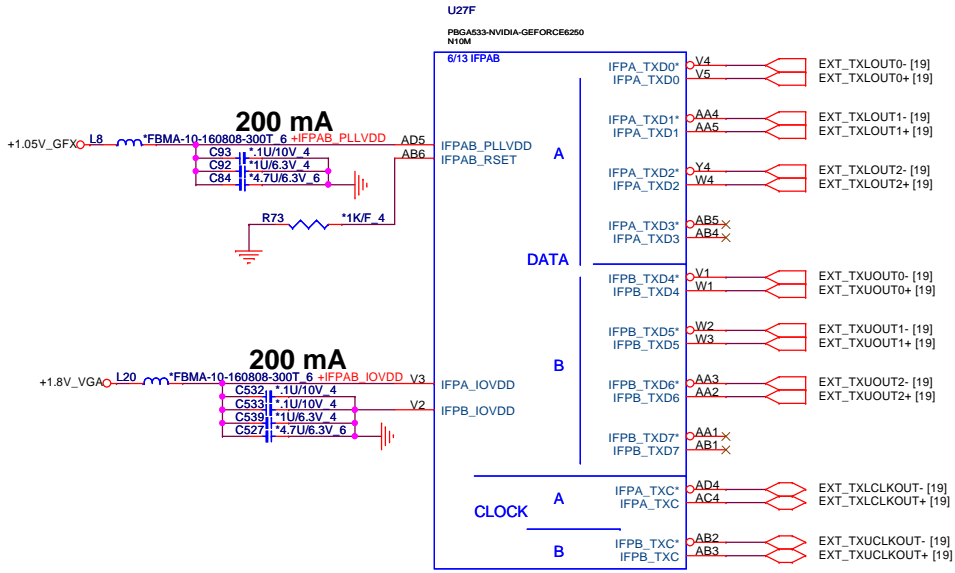 U27F
PBGA533-NVIDIA-GEFORCE6250
N10M
6/13 IFPAB
IFPA_TXD0* V4 EXT_TXLOUT0- [19]
IFPA_TXD0 V5 EXT_TXLOUT0+ [19]
200 mA
IFPA_TXD1* AA4 EXT_TXLOUT1- [19]
IFPA_TXD1 AA5 EXT_TXLOUT1+ [19]
+1.05V_GFX L8 *FBMA-10-160808-300T_6 +IFPAB_PLLVDD AD5 IFPAB_PLLVDD
C93 *.1U/10V_4 AB6 IFPAB_RSET
A
C92 *1U/6.3V_4
C84 *4.7U/6.3V_6
IFPA_TXD2* Y4 EXT_TXLOUT2- [19]
IFPA_TXD2 W4 EXT_TXLOUT2+ [19]
R73 *1K/F_4
IFPA_TXD3* AB5
IFPA_TXD3 AB4
DATA
IFPB_TXD4* V1 EXT_TXUOUT0- [19]
IFPB_TXD4 W1 EXT_TXUOUT0+ [19]
IFPB_TXD5* W2 EXT_TXUOUT1- [19]
IFPB_TXD5 W3 EXT_TXUOUT1+ [19]
200 mA
B
+1.8V_VGA L20 *FBMA-10-160808-300T_6 +IFPAB_IOVDD V3 IFPA_IOVDD
IFPB_TXD6* AA3 EXT_TXUOUT2- [19]
IFPB_TXD6 AA2 EXT_TXUOUT2+ [19]
C532 *.1U/10V_4
C533 *.1U/10V_4 V2 IFPB_IOVDD
C539 *1U/6.3V_4
C527 *4.7U/6.3V_6
IFPB_TXD7* AA1
IFPB_TXD7 AB1
A
IFPA_TXC* AD4 EXT_TXLCLKOUT- [19]
IFPA_TXC AC4 EXT_TXLCLKOUT+ [19]
CLOCK
B
IFPB_TXC* AB2 EXT_TXUCLKOUT- [19]
IFPB_TXC AB3 EXT_TXUCLKOUT+ [19]